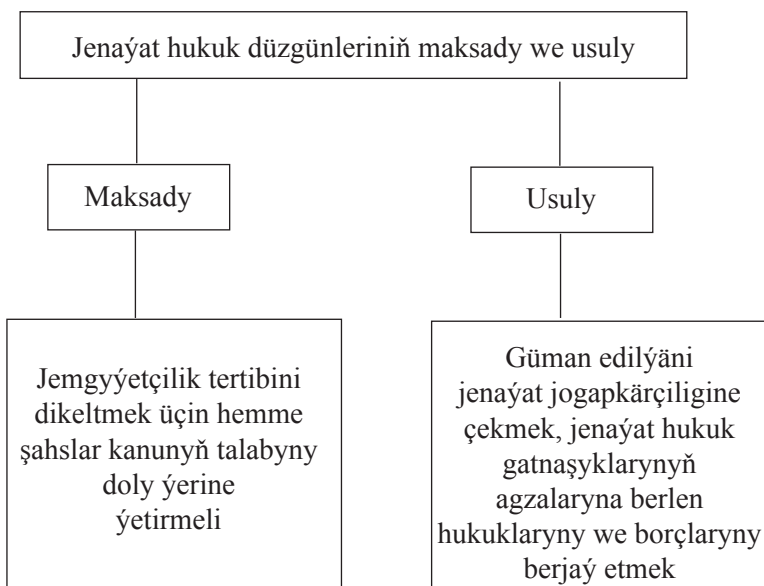 Jenaýat hukuk düzgünleriniň maksady we usuly
Maksady
Usuly
Jemgyýetçilik tertibini
dikeltmek üçin hemme
şahslar kanunyň talabyny
doly ýerine
ýetirmeli
Güman edilýäni
jenaýat jogapkärçiligine
çekmek, jenaýat hukuk
gatnaşyklarynyň
agzalaryna berlen
hukuklaryny we borçlaryny
berjaý etmek